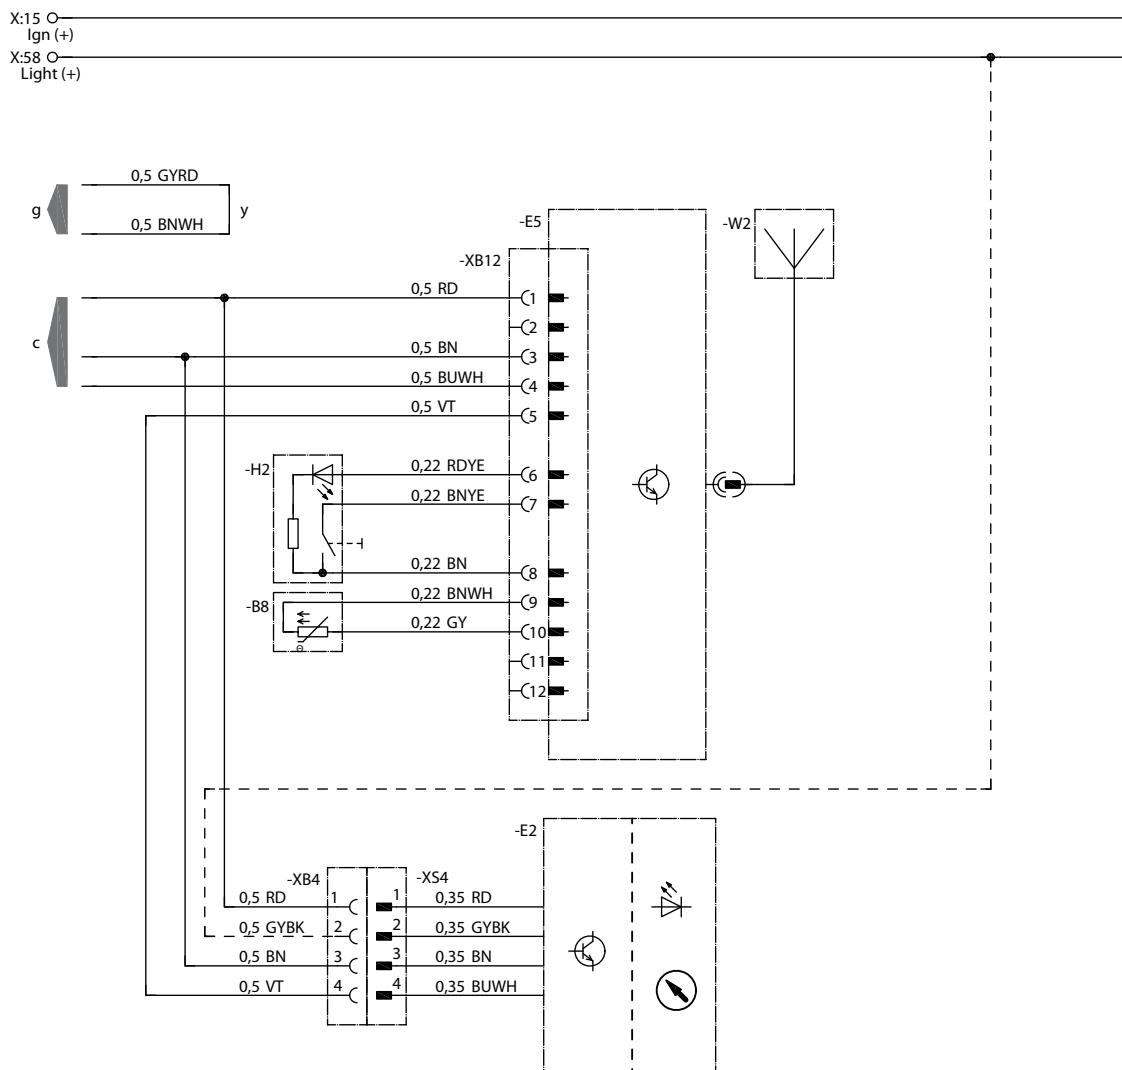 X:15
Ign (+)
X:58
Light (+)
0,5 GYRD
g
y
0,5 BNWH
-E5
-W2
-XB12
0,5 RD
1
2
c
0,5 BN
3
0,5 BUWH
4
0,5 VT
5
-H2
0,22 RDYE
6
0,22 BNYE
7
0,22 BN
8
-B8
0,22 BNWH
9
0,22 GY
10
Θ
11
12
-E2
-XB4
-XS4
0,5 RD
1
1
0,35 RD
0,5 GYBK
2
2
0,35 GYBK
0,5 BN
3
3
0,35 BN
0,5 VT
4
4
0,35 BUWH